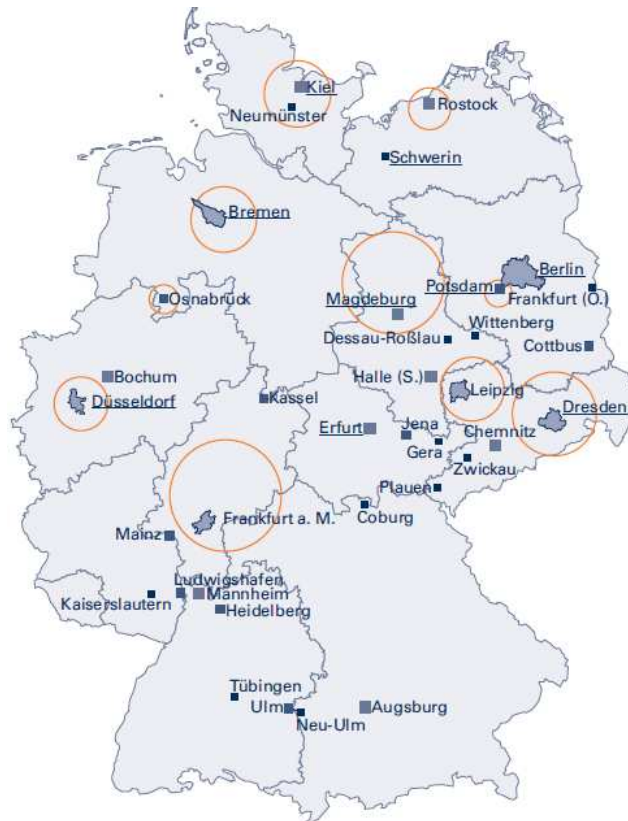 Kiel
Rostock
Neumünster
Schwerin
Bremen
Berlin
Potsdam
Osnabrück
Frankfurt (O.)
Magdeburg
Wittenberg
Dessau-Roßlau
Cottbus
Bochum
Halle (S.)
Leipzig
Düsseldorf
Kassel
Dresden
Erfurt
Jena
Chemnitz
Gera
Zwickau
Plauen
Frankfurt a. M.
Coburg
Mainz
Ludwigshafen
Mannheim
Kaiserslautern
Heidelberg
Tübingen
Ulm
Augsburg
Neu-Ulm